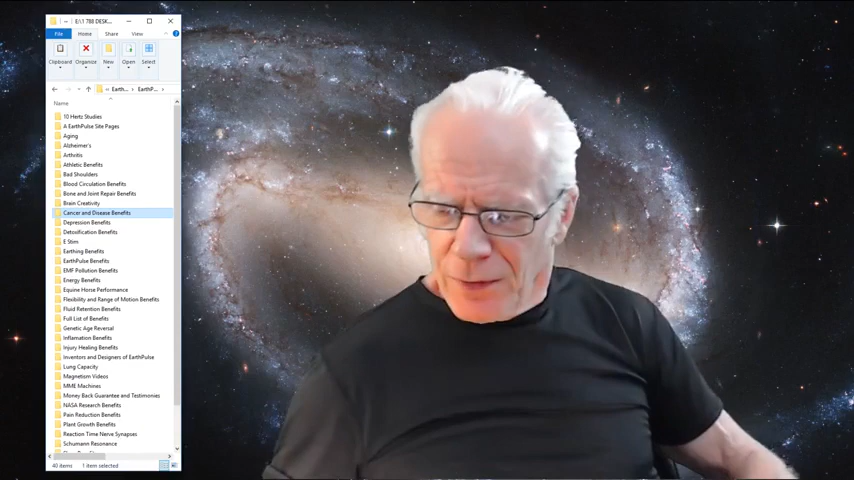 E:\1 788 DESK...
File Home Share View
Clipboard Organize New Open Select
« Earth... › EarthP... ›
Name
10 Hertz Studies
A EarthPulse Site Pages
Aging
Alzheimer's
Arthritis
Athletic Benefits
Bad Shoulders
Blood Circulation Benefits
Bone and Joint Repair Benefits
Brain Creativity
Cancer and Disease Benefits
Depression Benefits
Detoxification Benefits
E Stim
Earthing Benefits
EarthPulse Benefits
EMF Pollution Benefits
Energy Benefits
Equine Horse Performance
Flexibility and Range of Motion Benefits
Fluid Retention Benefits
Full List of Benefits
Genetic Age Reversal
Inflamation Benefits
Injury Healing Benefits
Inventors and Designers of EarthPulse
Lung Capacity
Magnetism Videos
MME Machines
Money Back Guarantee and Testimonies
NASA Research Benefits
Pain Reduction Benefits
Plant Growth Benefits
Reaction Time Nerve Synapses
Schumann Resonance
40 items 1 item selected